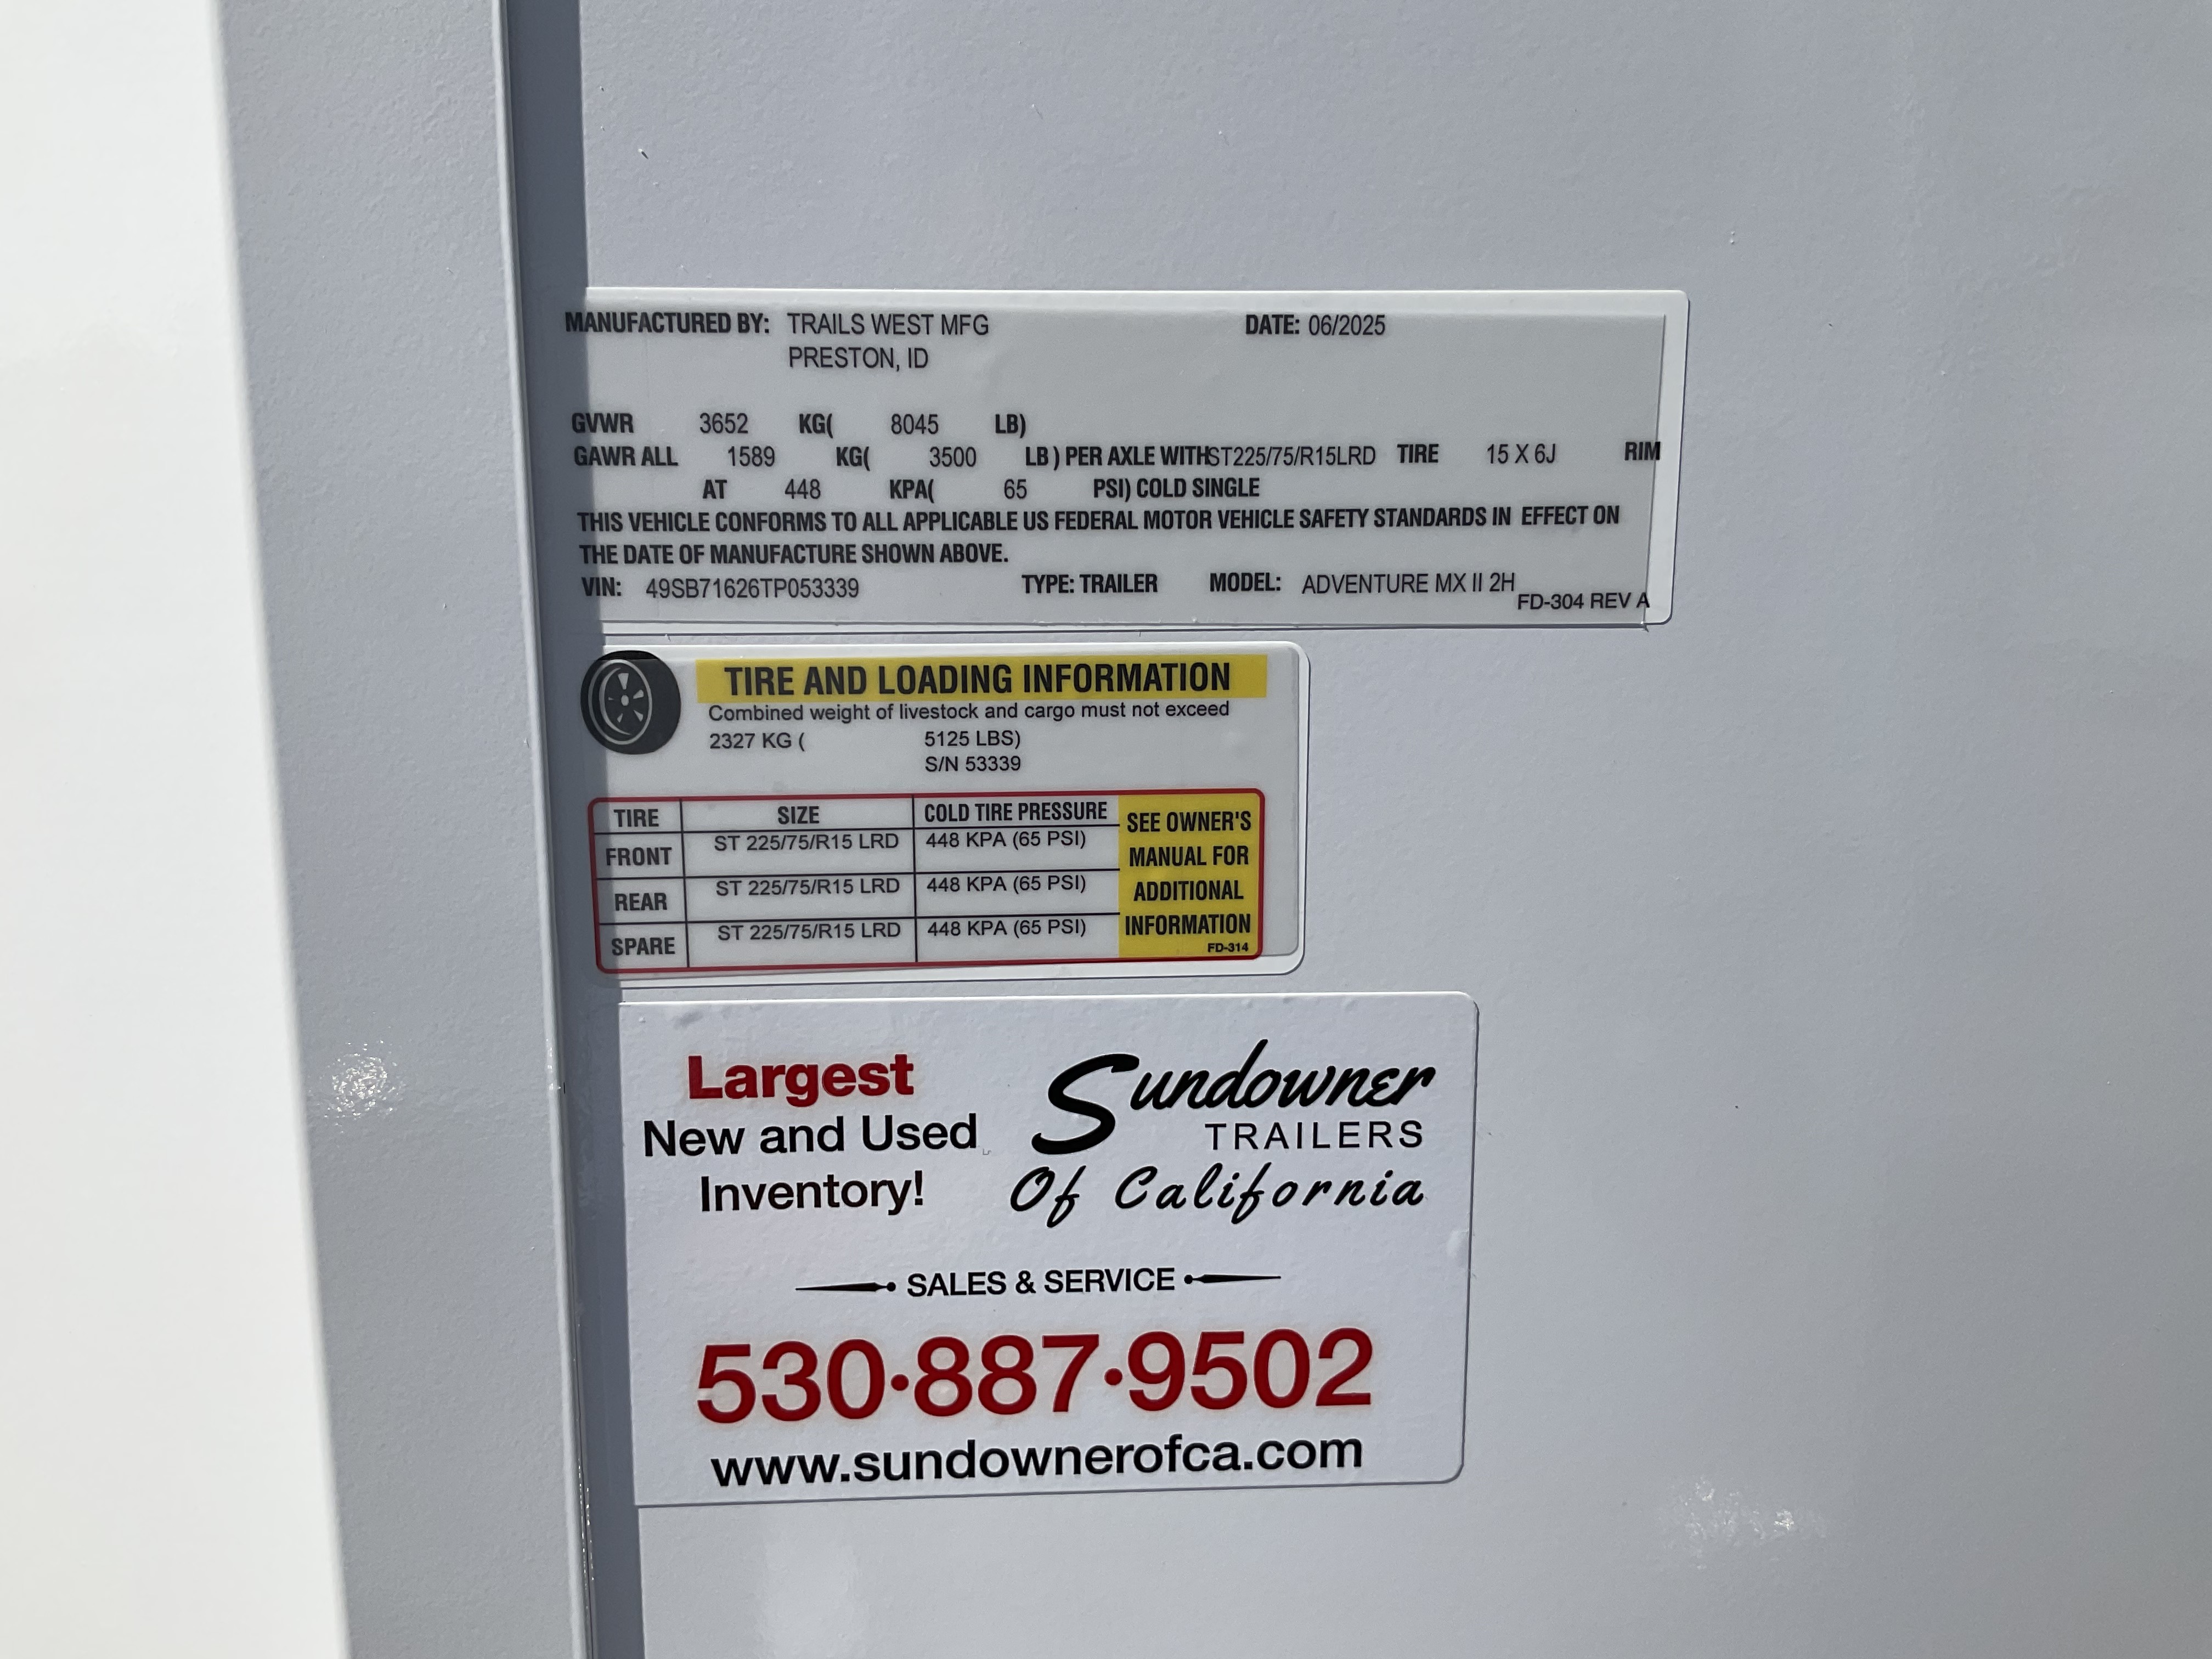 MANUFACTURED BY: TRAILS WEST MFG DATE: 06/2025
PRESTON, ID
GVWR 3652 KG( 8045 LB)
GAWR ALL 1589 KG( 3500 LB ) PER AXLE WITHST225/75/R15LRD TIRE 15 X 6J RIM
AT 448 KPA( 65 PSI) COLD SINGLE
THIS VEHICLE CONFORMS TO ALL APPLICABLE US FEDERAL MOTOR VEHICLE SAFETY STANDARDS IN EFFECT ON
THE DATE OF MANUFACTURE SHOWN ABOVE.
VIN: 49SB71626TP053339 TYPE: TRAILER MODEL: ADVENTURE MX II 2H
FD-304 REV A
TIRE AND LOADING INFORMATION
Combined weight of livestock and cargo must not exceed
2327 KG ( 5125 LBS)
S/N 53339
TIRE SIZE COLD TIRE PRESSURE
FRONT ST 225/75/R15 LRD 448 KPA (65 PSI)
REAR ST 225/75/R15 LRD 448 KPA (65 PSI)
SPARE ST 225/75/R15 LRD 448 KPA (65 PSI)
SEE OWNER'S
MANUAL FOR
ADDITIONAL
INFORMATION
FD-314
Largest
New and Used
Inventory!
Sundowner
TRAILERS
Of California
SALES & SERVICE
530•887•9502
www.sundownerofca.com